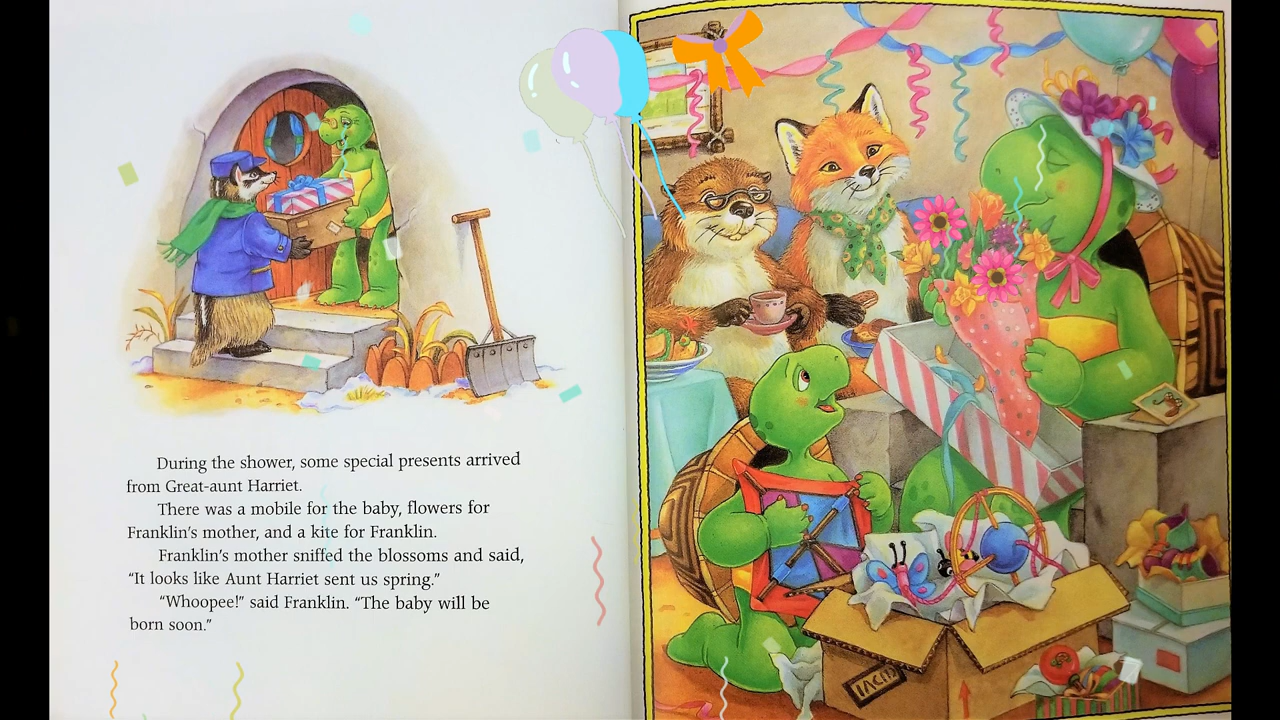 During the shower, some special presents arrived
from Great-aunt Harriet.
There was a mobile for the baby, flowers for
Franklin's mother, and a kite for Franklin.
Franklin's mother sniffed the blossoms and said,
“It looks like Aunt Harriet sent us spring.”
“Whoopee!” said Franklin. “The baby will be
born soon.”